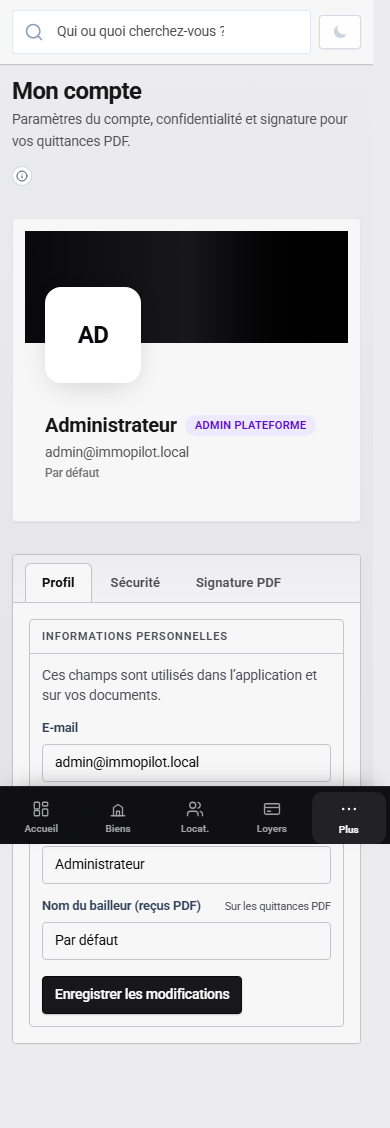 Qui ou quoi cherchez-vous ?
Mon compte
Paramètres du compte, confidentialité et signature pour
vos quittances PDF.
AD
Administrateur ADMIN PLATEFORME
admin@immopilot.local
Par défaut
Profil Sécurité Signature PDF
INFORMATIONS PERSONNELLES
Ces champs sont utilisés dans l’application et
sur vos documents.
E-mail
admin@immopilot.local
Accueil Biens Locat. Loyers Plus
Administrateur
Nom du bailleur (reçus PDF) Sur les quittances PDF
Par défaut
Enregistrer les modifications